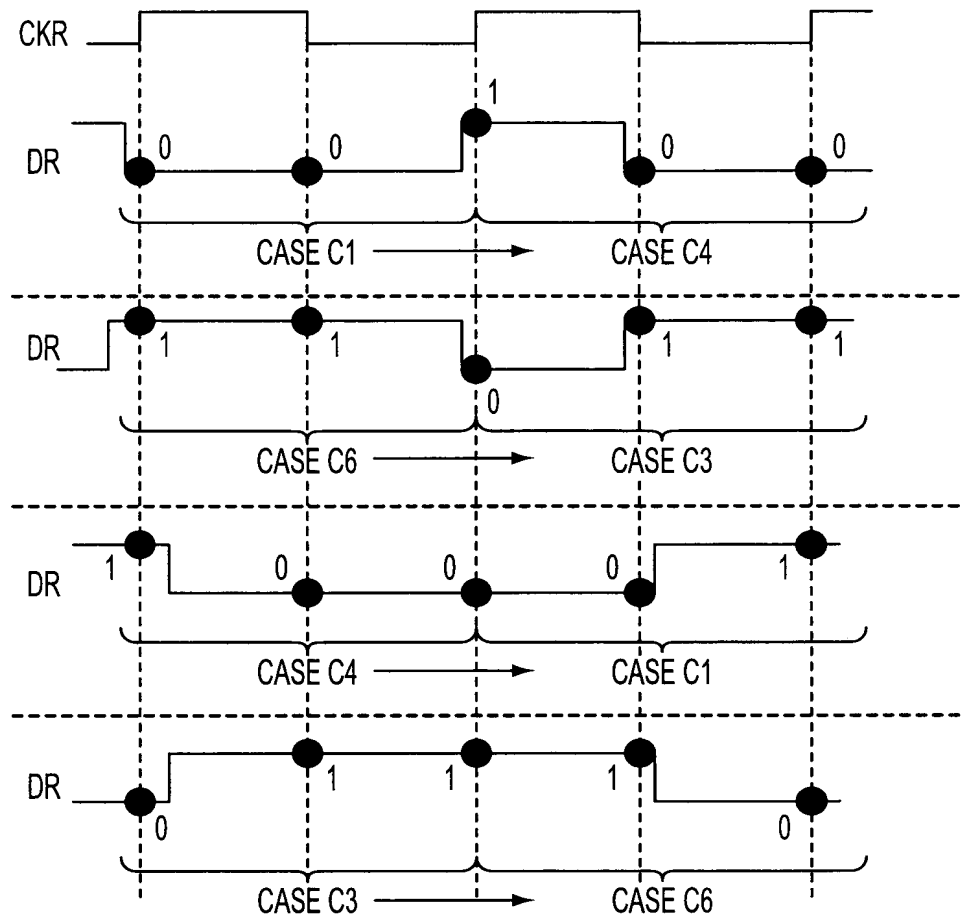 CKR
1
DR 0 0 0 0
CASE C1 CASE C4
DR 1 1 1 1
0
CASE C6 CASE C3
DR 1 0 0 0 1
CASE C4 CASE C1
DR 1 1 1
0 0
CASE C3 CASE C6